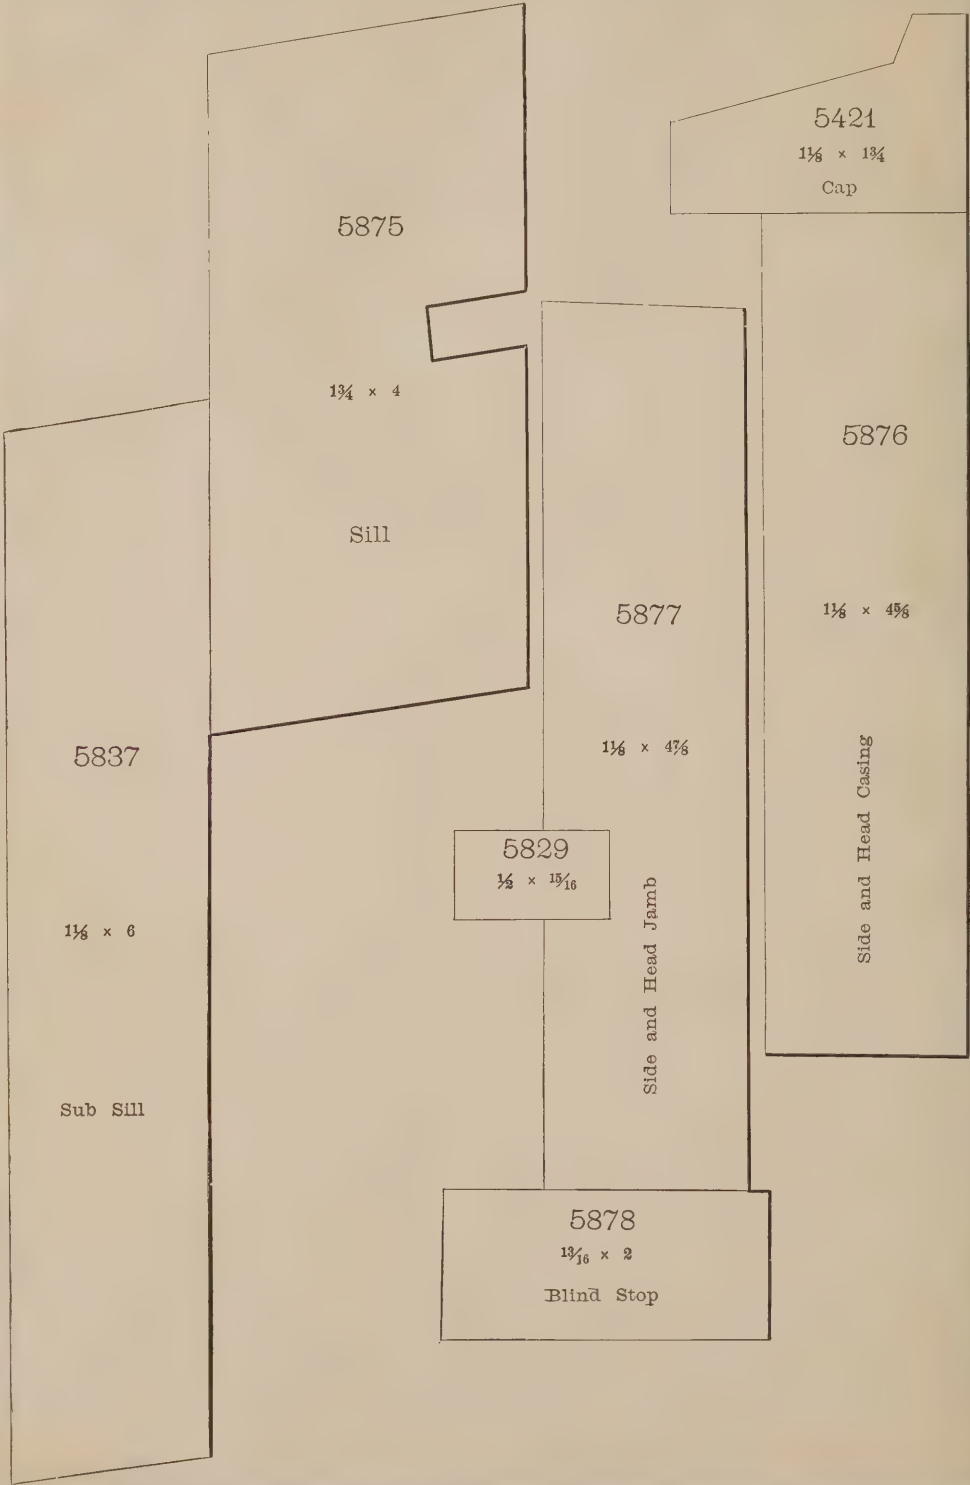 5421
1⅛ × 1¾
Cap
5875
1¾ × 4
Sill
5876
1⅛ × 4⅝
Side and Head Casing
5877
1⅛ × 4⅞
Side and Head Jamb
5837
1⅛ × 6
Sub Sill
5829
½ × 15/16
5878
13/16 × 2
Blind Stop